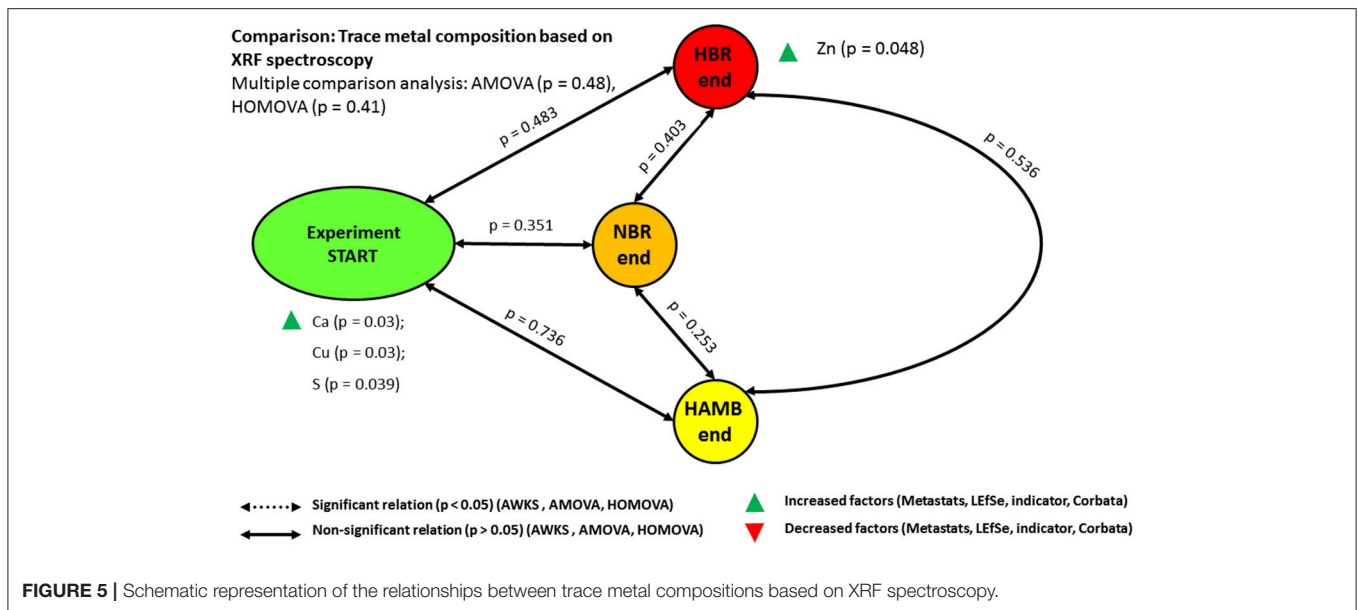 Comparison: Trace metal composition based on
XRF spectroscopy
Multiple comparison analysis: AMOVA (p = 0.48),
HOMOVA (p = 0.41)
HBR
end
Zn (p = 0.048)
p = 0.483
p = 0.403
p = 0.536
Experiment
START
p = 0.351
NBR
end
Ca (p = 0.03);
Cu (p = 0.03);
S (p = 0.039)
p = 0.736
p = 0.253
HAMB
end
Significant relation (p < 0.05) (AWKS , AMOVA, HOMOVA)
Non-significant relation (p > 0.05) (AWKS , AMOVA, HOMOVA)
Increased factors (Metastats, LEfSe, indicator, Corbata)
Decreased factors (Metastats, LEfSe, indicator, Corbata)
FIGURE 5 | Schematic representation of the relationships between trace metal compositions based on XRF spectroscopy.